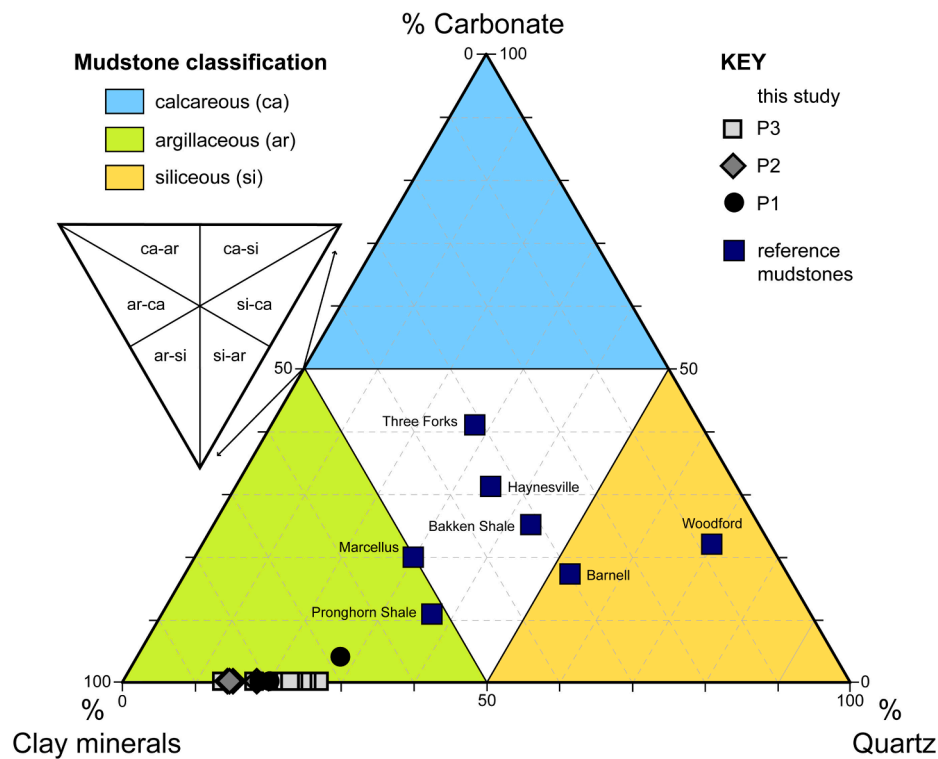 % Carbonate
0 100
Mudstone classification
calcareous (ca)
argillaceous (ar)
siliceous (si)
KEY
this study
P3
P2
P1
reference
mudstones
ca-ar ca-si
ar-ca si-ca
ar-si si-ar
50 50
Three Forks
Haynesville
Bakken Shale
Woodford
Marcellus
Barnell
Pronghorn Shale
100 0
0 50 100
% %
Clay minerals Quartz